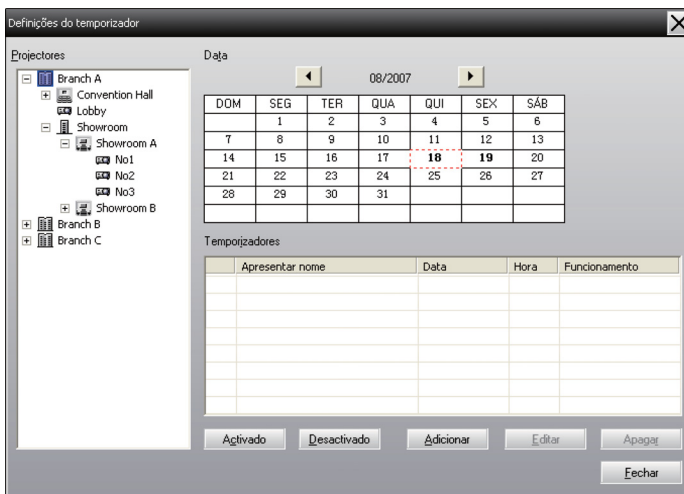 Definições do temporizador
Projectores
Branch A
Convention Hall
Lobby
Showroom
Showroom A
No1
No2
No3
Showroom B
Branch B
Branch C
Data
08/2007
DOM SEG TER QUA QUI SEX SÁB
1 2 3 4 5 6
7 8 9 10 11 12 13
14 15 16 17 18 19 20
21 22 23 24 25 26 27
28 29 30 31
Temporizadores
Apresentar nome Data Hora Funcionamento
Activado Desactivado Adicionar Editar Apagar
Fechar